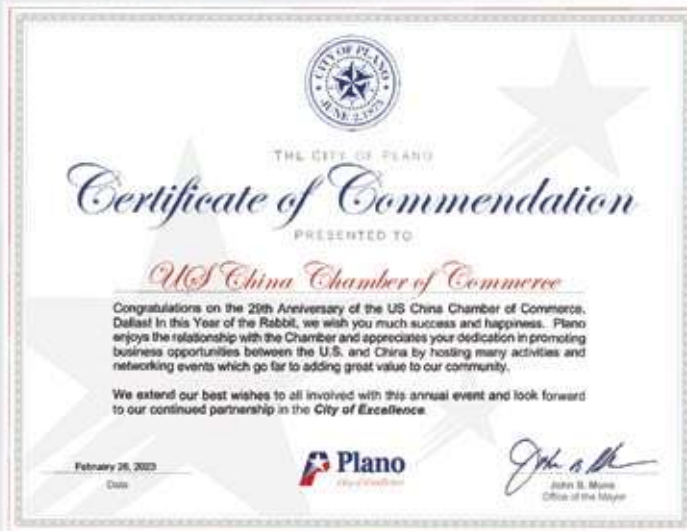 CITY OF PLANO
JUNE 2, 1873
THE CITY OF PLANO
Certificate of Commendation
PRESENTED TO
US China Chamber of Commerce
Congratulations on the 29th Anniversary of the US China Chamber of Commerce,
Dallas! In this Year of the Rabbit, we wish you much success and happiness. Plano
enjoys the relationship with the Chamber and appreciates your dedication in promoting
business opportunities between the U.S. and China by hosting many activities and
networking events which go far to adding great value to our community.
We extend our best wishes to all involved with this annual event and look forward
to our continued partnership in the City of Excellence.
February 26, 2023
Date
Plano
City of Excellence
John B. Muns
Office of the Mayor